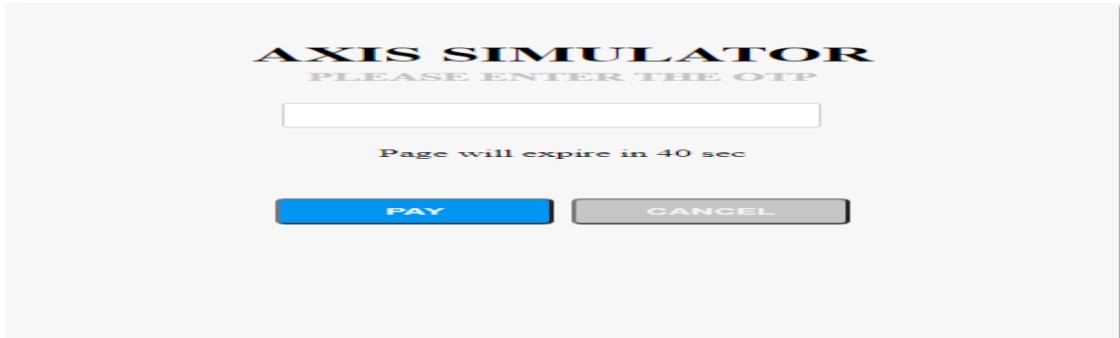 AXIS SIMULATOR
PLEASE ENTER THE OTP
Page will expire in 40 sec
PAY
CANCEL